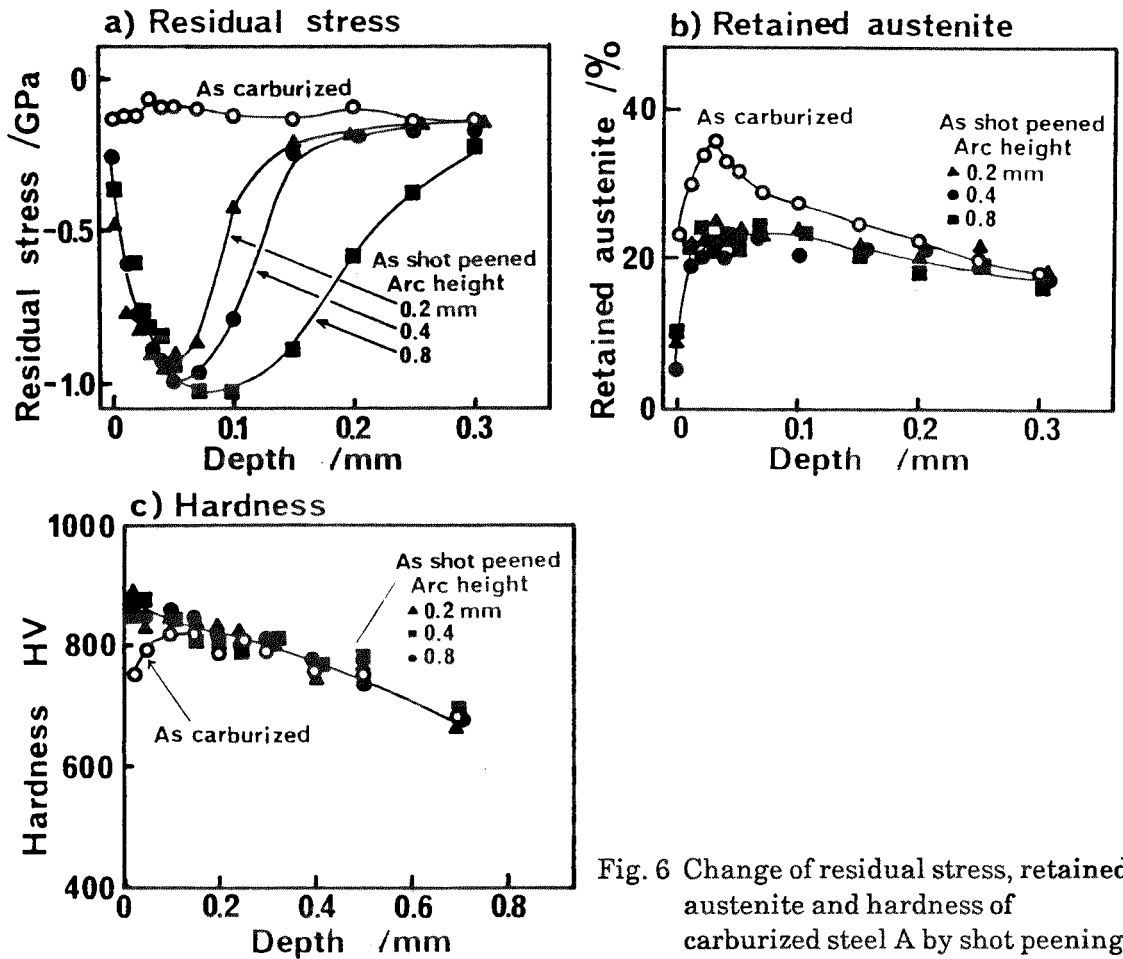 a) Residual stress
Residual stress /GPa
0
-0.5
-1.0
As carburized
As shot peened
Arc height
0.2 mm
0.4
0.8
0 0.1 0.2 0.3
Depth /mm
b) Retained austenite
Retained austenite /%
40
20
0
As carburized
As shot peened
Arc height
▲ 0.2 mm
● 0.4
■ 0.8
0 0.1 0.2 0.3
Depth /mm
c) Hardness
Hardness HV
1000
800
600
400
As shot peened
Arc height
▲ 0.2 mm
■ 0.4
● 0.8
As carburized
0 0.2 0.4 0.6 0.8
Depth /mm
Fig. 6 Change of residual stress, retained
austenite and hardness of
carburized steel A by shot peening